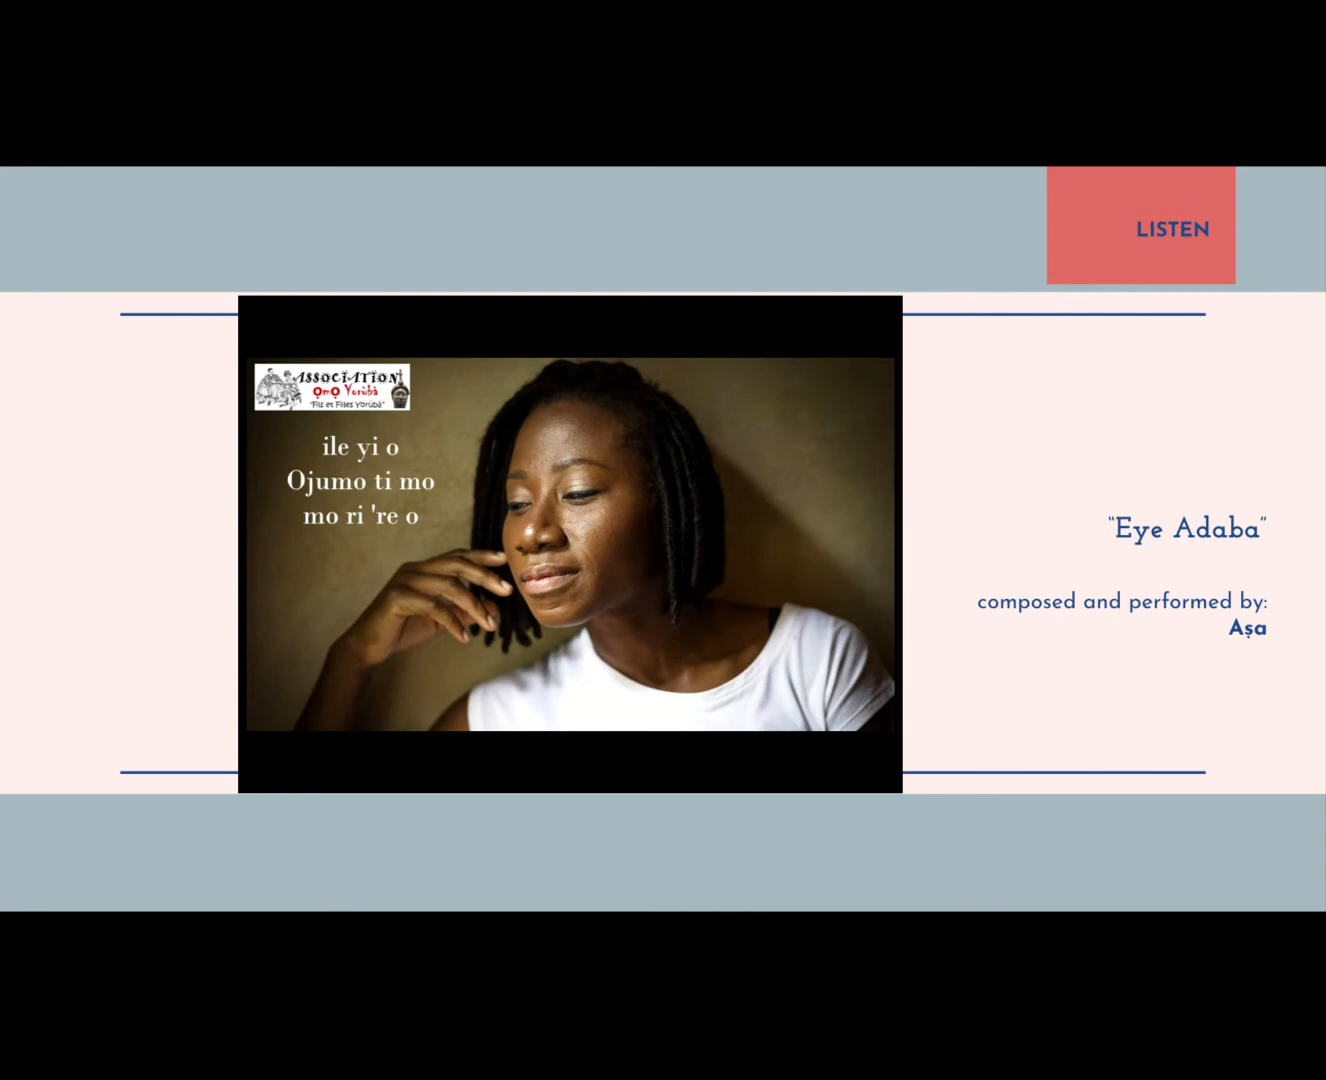 LISTEN
ASSOCIATION
ỌmỌ Yorùbá
"Fils et Filles Yorùbá"
ile yi o
Ojumo ti mo
mo ri 're o
"Eye Adaba"
composed and performed by:
Aṣa